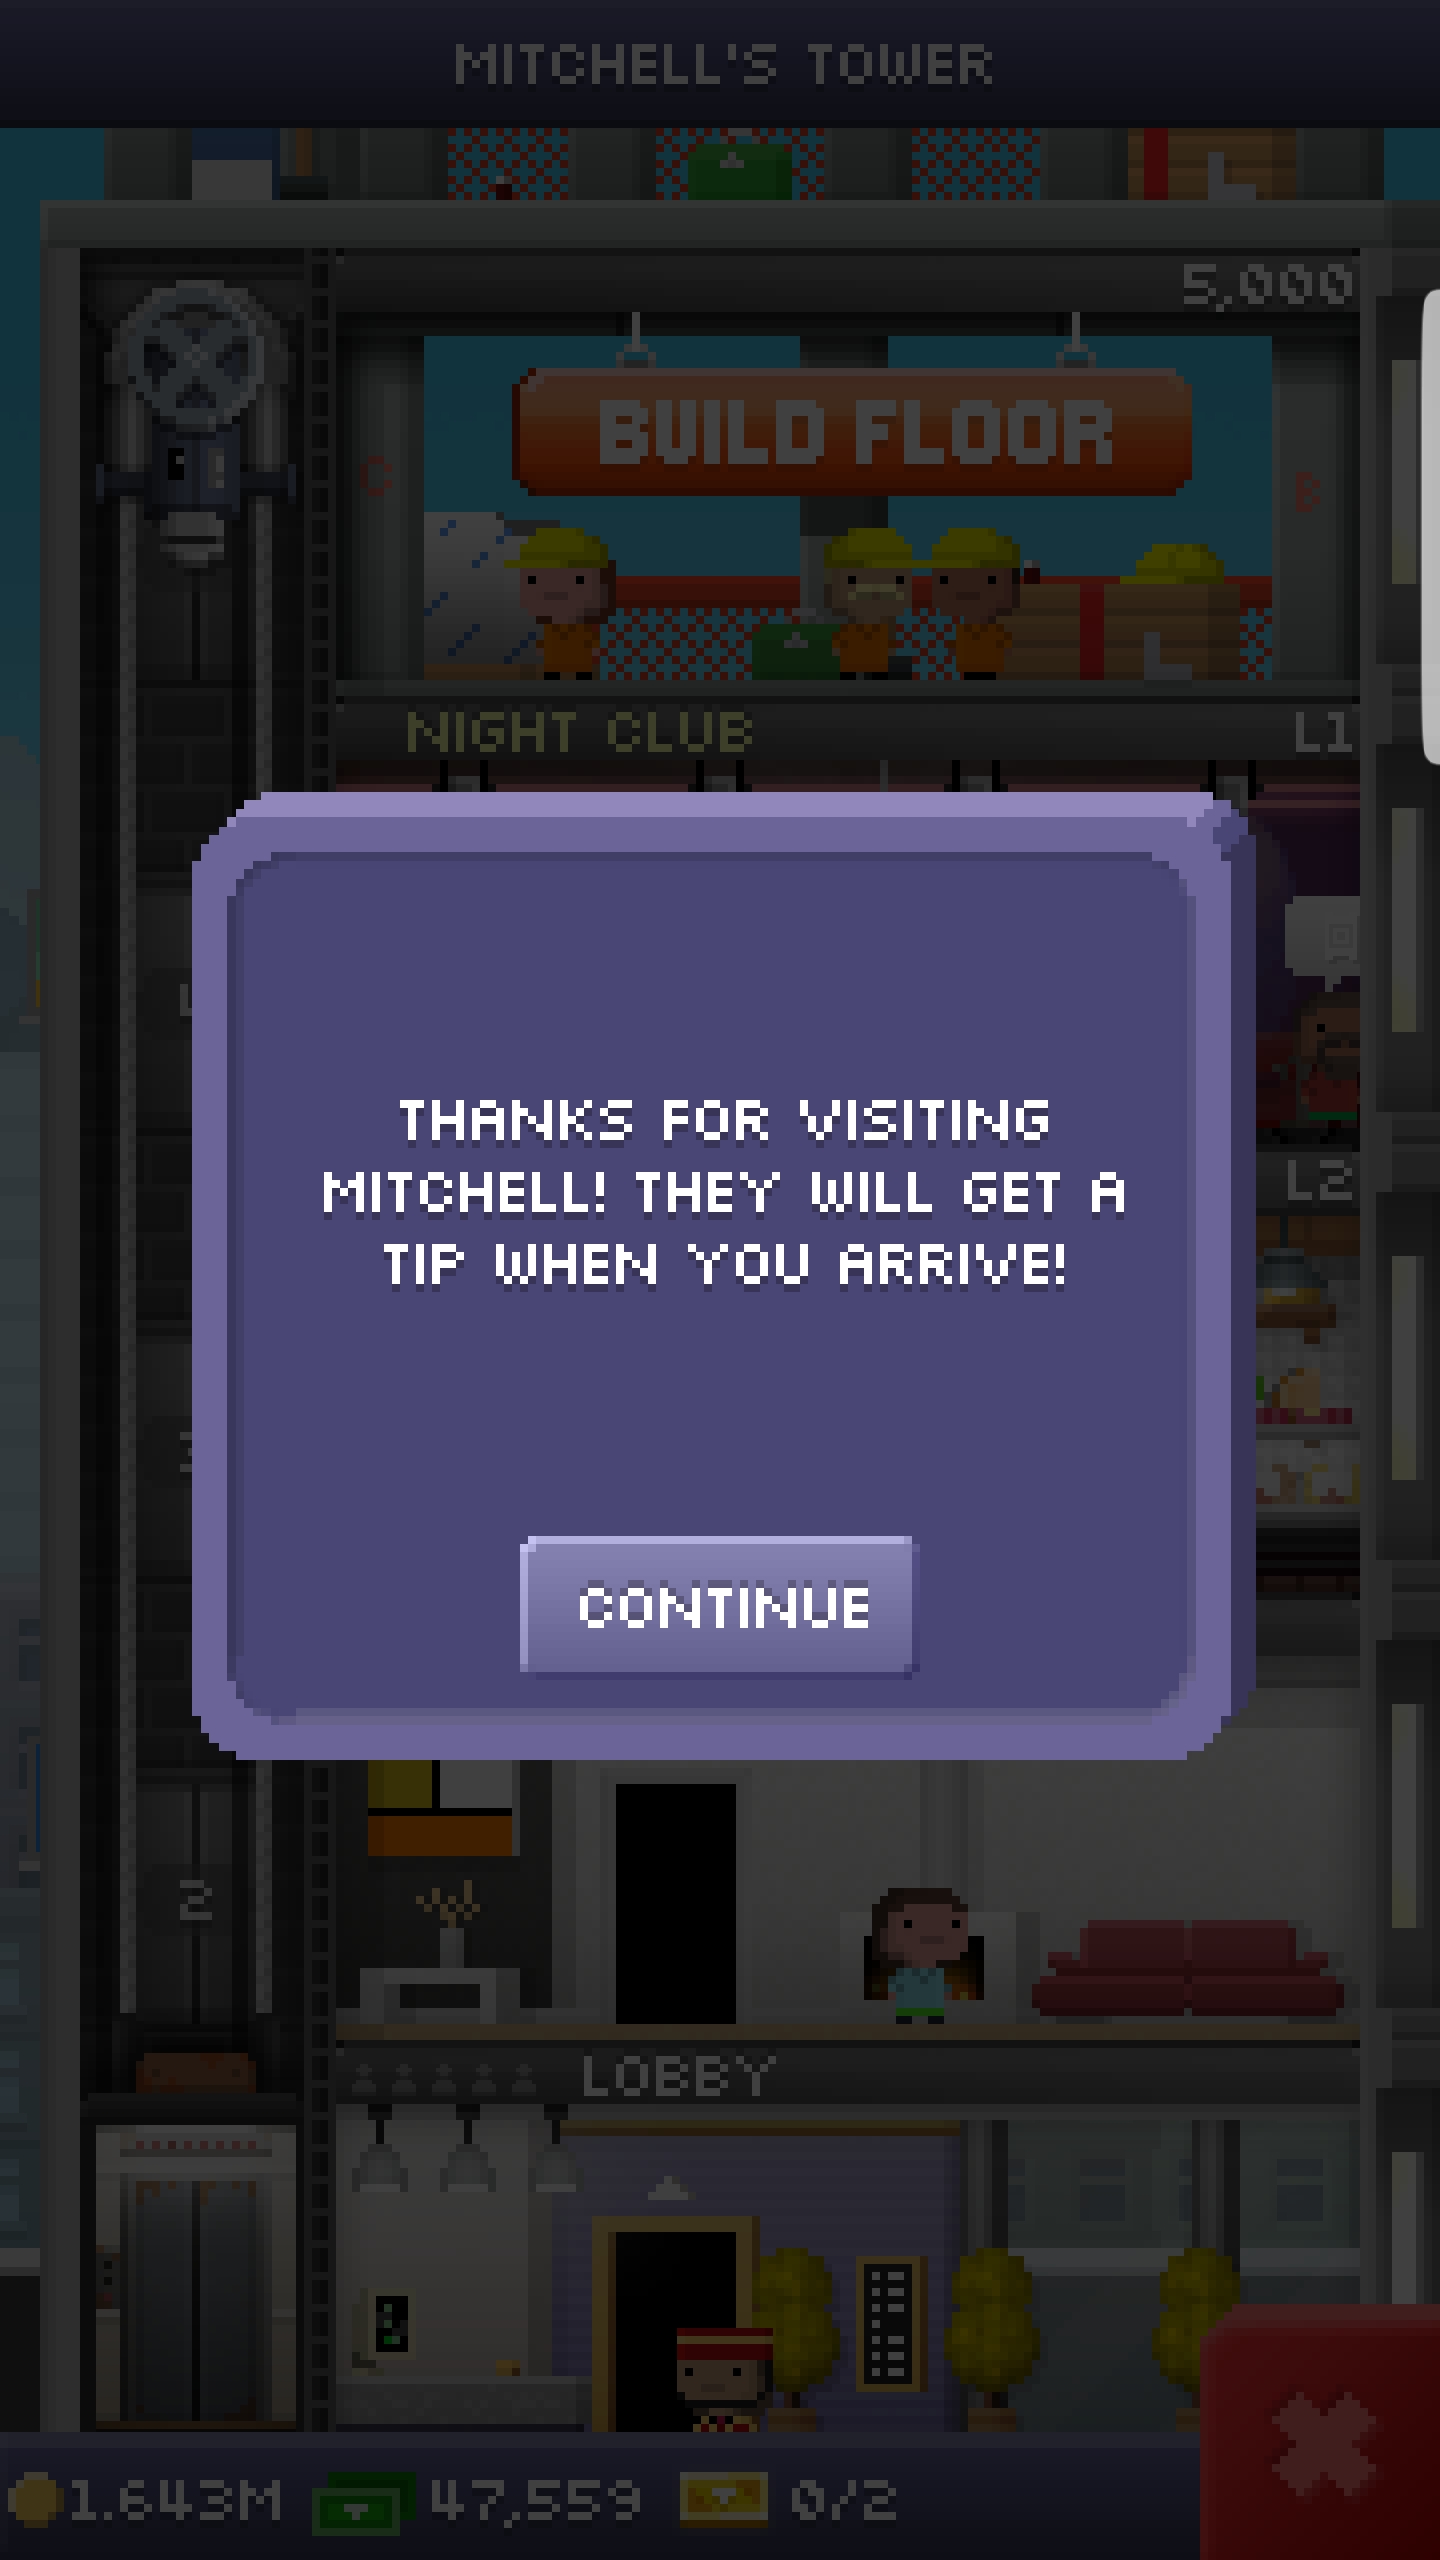 MITCHELL'S TOWER
5,000
BUILD FLOOR
C
B
NIGHT CLUB
L1
THANKS FOR VISITING
MITCHELL! THEY WILL GET A
TIP WHEN YOU ARRIVE!
L2
CONTINUE
2
LOBBY
1.643M
47,559
0/2